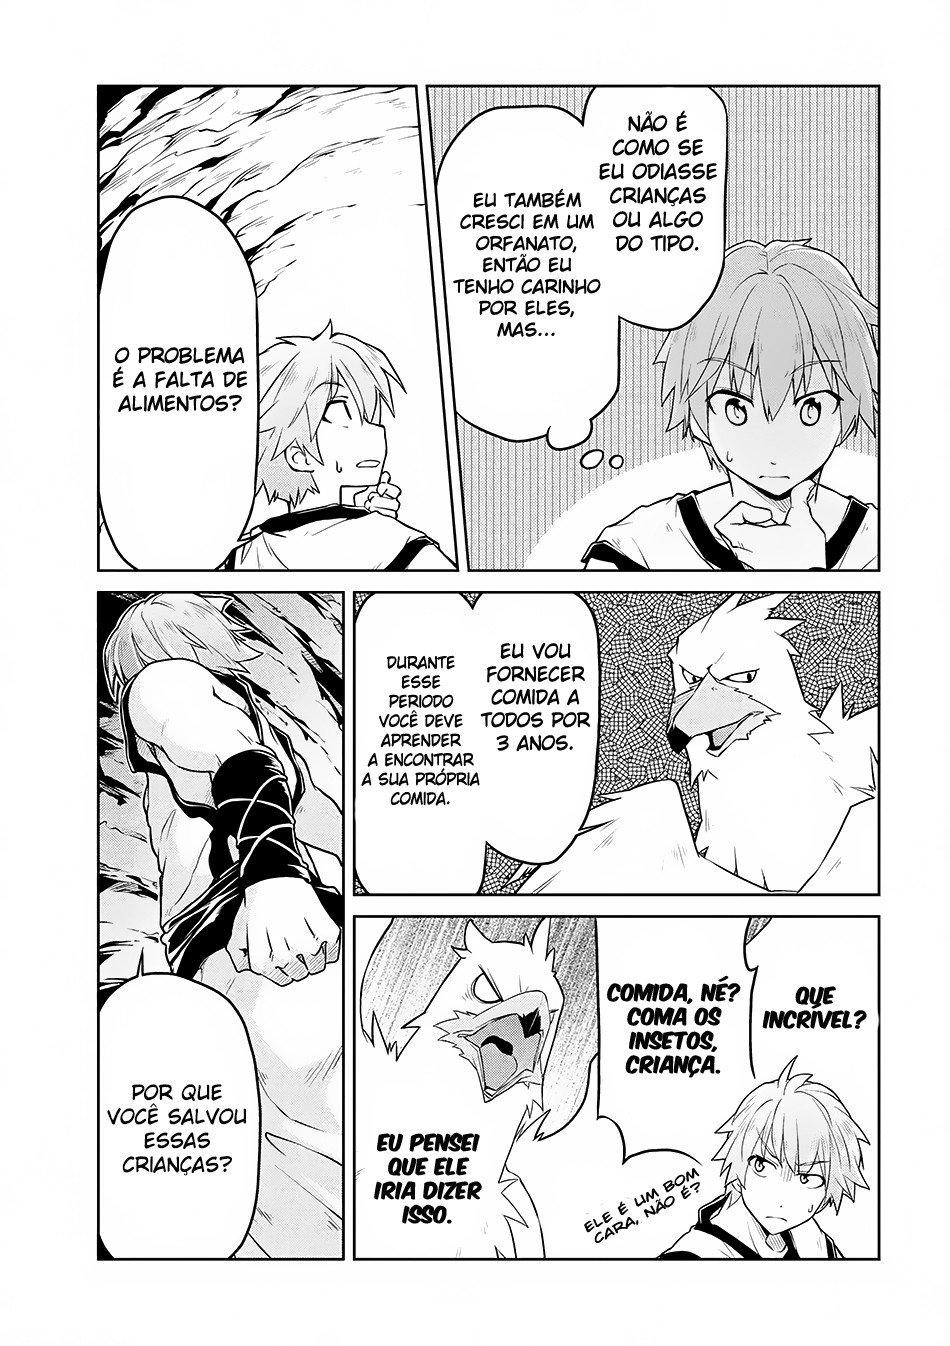 NÃO É
COMO SE
EU ODIASSE
CRIANÇAS
OU ALGO
DO TIPO.
EU TAMBÉM
CRESCI EM UM
ORFANATO,
ENTÃO EU
TENHO CARINHO
POR ELES,
MAS...
O PROBLEMA
É A FALTA DE
ALIMENTOS?
EU VOU
FORNECER
COMIDA A
TODOS POR
3 ANOS.
DURANTE
ESSE
PERIODO
VOCÊ DEVE
APRENDER
A ENCONTRAR
A SUA PRÓPRIA
COMIDA.
QUE
INCRÍVEL?
COMIDA, NÉ?
COMA OS
INSETOS,
CRIANÇA.
EU PENSEI
QUE ELE
IRIA DIZER
ISSO.
ELE É UM BOM
CARA, NÃO É?
POR QUE
VOCÊ SALVOU
ESSAS
CRIANÇAS?